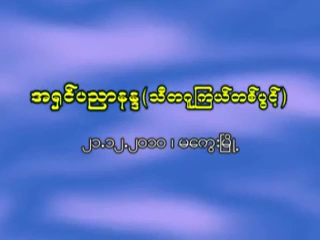 အရှင်ပညာနန္ဒ(သီတဂူကြယ်တစ်ပွင့်)
၂၁.၁၂.၂၀၁၀ ၊ မကွေးမြို့